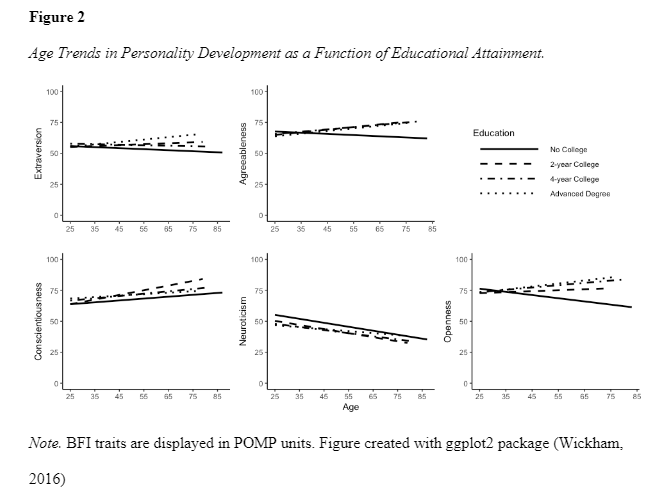 Figure 2
Age Trends in Personality Development as a Function of Educational Attainment.
100
75
50
25
0
Extraversion
25 35 45 55 65 75 85
100
75
50
25
0
Agreeableness
25 35 45 55 65 75 85
Education
No College
2-year College
4-year College
Advanced Degree
100
75
50
25
0
Conscientiousness
25 35 45 55 65 75 85
100
75
50
25
0
Neuroticism
25 35 45 55 65 75 85
Age
100
75
50
25
0
Openness
25 35 45 55 65 75 85
Note. BFI traits are displayed in POMP units. Figure created with ggplot2 package (Wickham,
2016)